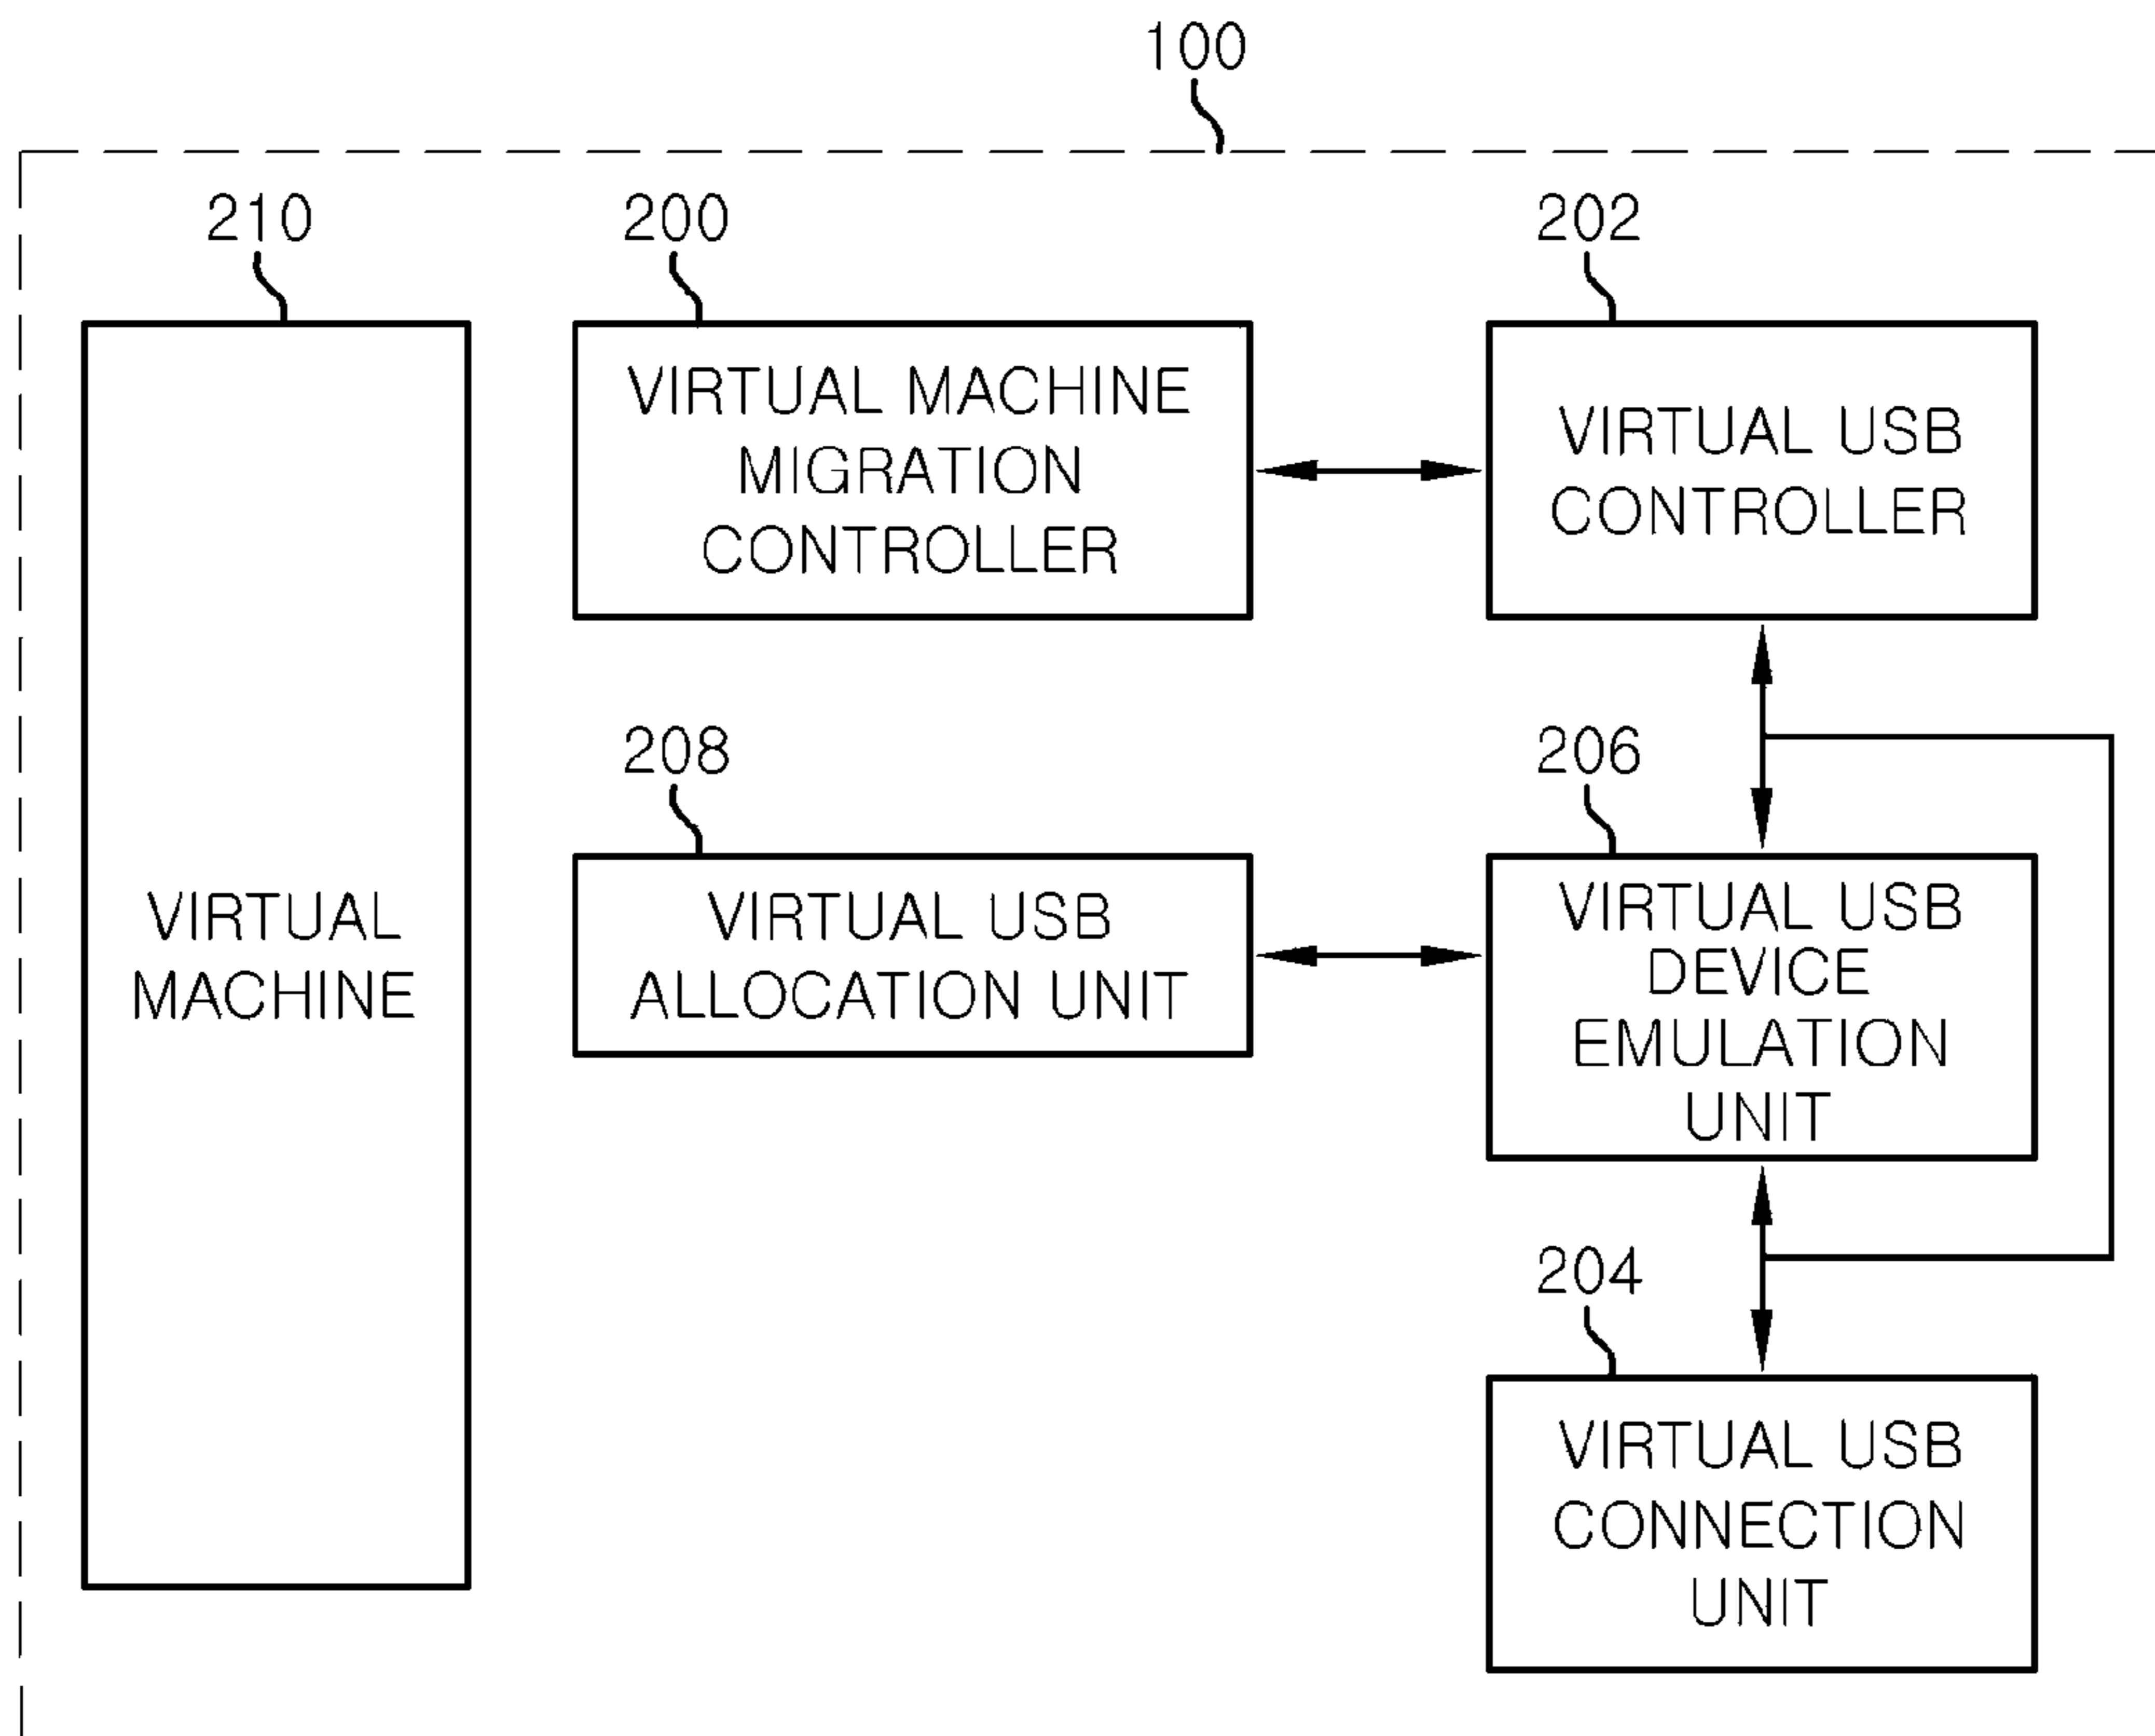 100
210
200
202
VIRTUAL MACHINE
MIGRATION
CONTROLLER
VIRTUAL USB
CONTROLLER
208
206
VIRTUAL
MACHINE
VIRTUAL USB
ALLOCATION UNIT
VIRTUAL USB
DEVICE
EMULATION
UNIT
204
VIRTUAL USB
CONNECTION
UNIT